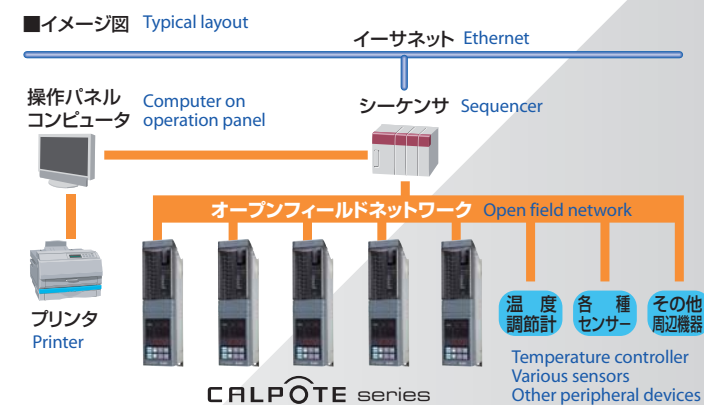 ■イメージ図 Typical layout
イーサネット Ethernet
操作パネル
コンピュータ
Computer on
operation panel
シーケンサ Sequencer
オープンフィールドネットワーク Open field network
プリンタ
Printer
温 度
調節計
各 種
センサー
その他
周辺機器
Temperature controller
Various sensors
Other peripheral devices
CALPOTE series